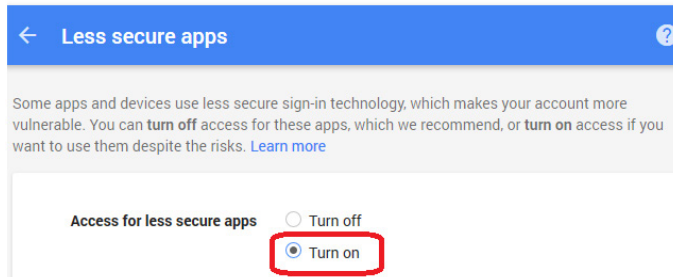 Less secure apps
Some apps and devices use less secure sign-in technology, which makes your account more
vulnerable. You can turn off access for these apps, which we recommend, or turn on access if you
want to use them despite the risks. Learn more
Access for less secure apps Turn off
Turn on